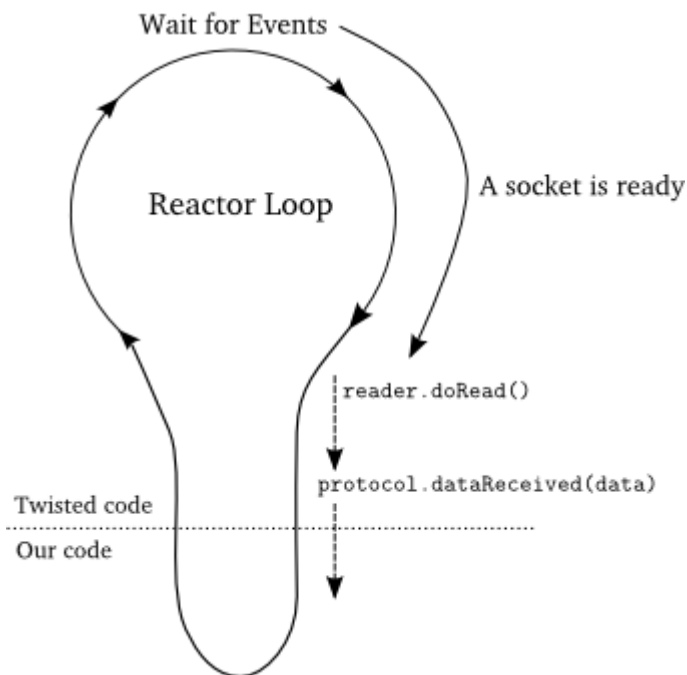 Wait for Events
A socket is ready
Reactor Loop
reader.doRead()
protocol.dataReceived(data)
Twisted code
Our code